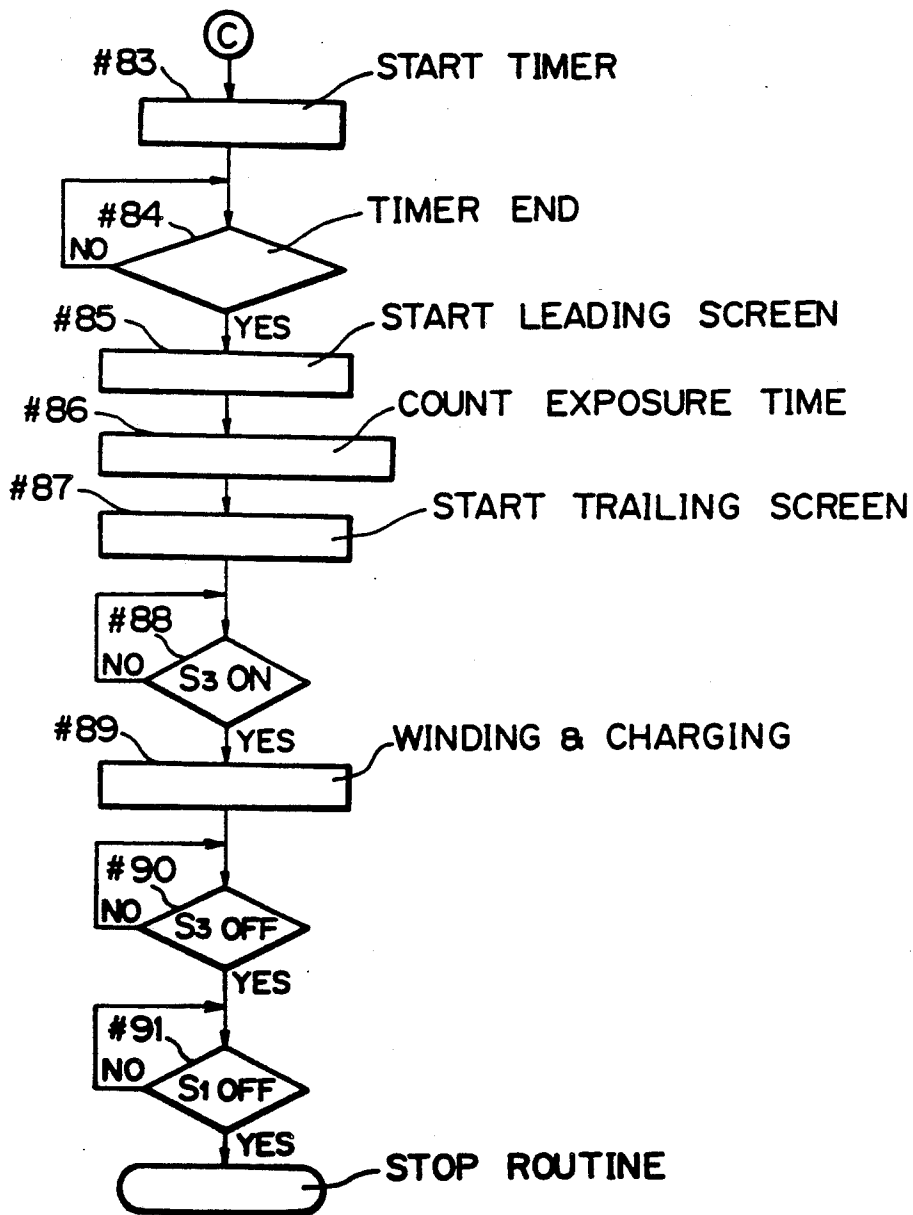 C
#83
START TIMER
#84
TIMER END
NO
YES
#85
START LEADING SCREEN
#86
COUNT EXPOSURE TIME
#87
START TRAILING SCREEN
#88
NO
S3 ON
YES
#89
WINDING & CHARGING
#90
NO
S3 OFF
YES
#91
NO
S1 OFF
YES
STOP ROUTINE